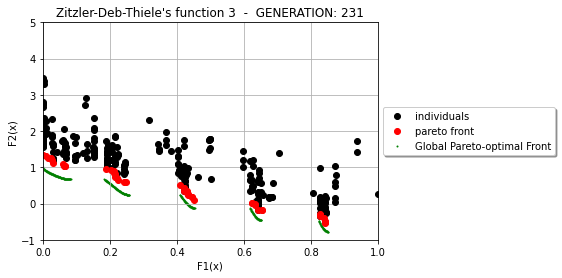 Zitzler-Deb-Thiele's function 3 - GENERATION: 231
5
4
3
2
1
0
−1
F2(x)
individuals
pareto front
Global Pareto-optimal Front
0.0 0.2 0.4 0.6 0.8 1.0
F1(x)